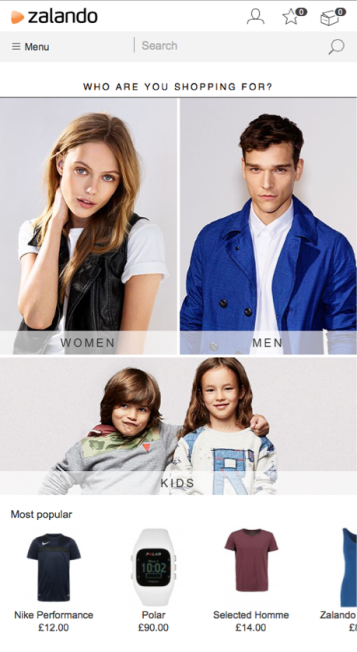 zalando
0
0
Menu
Search
WHO ARE YOU SHOPPING FOR?
WOMEN
MEN
KIDS
R
Most popular
POLAR
10:02
Nike Performance
£12.00
Polar
£90.00
Selected Homme
£14.00
Zalando